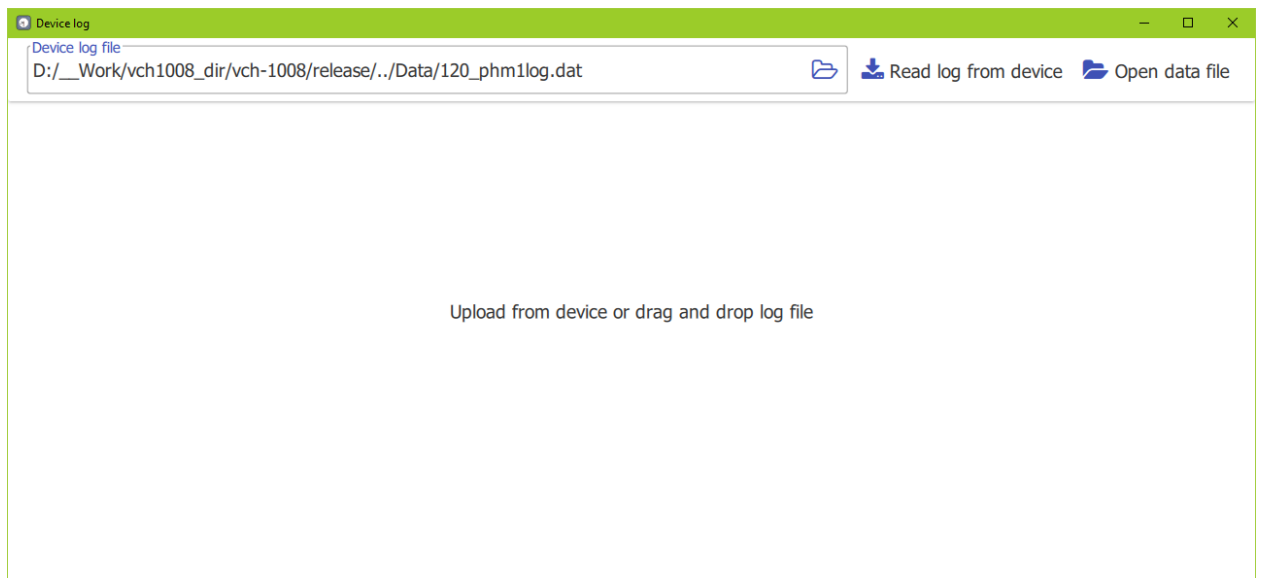 Device log
Device log file
D:/__Work/vch1008_dir/vch-1008/release/../Data/120_phm1log.dat
Read log from device
Open data file
Upload from device or drag and drop log file